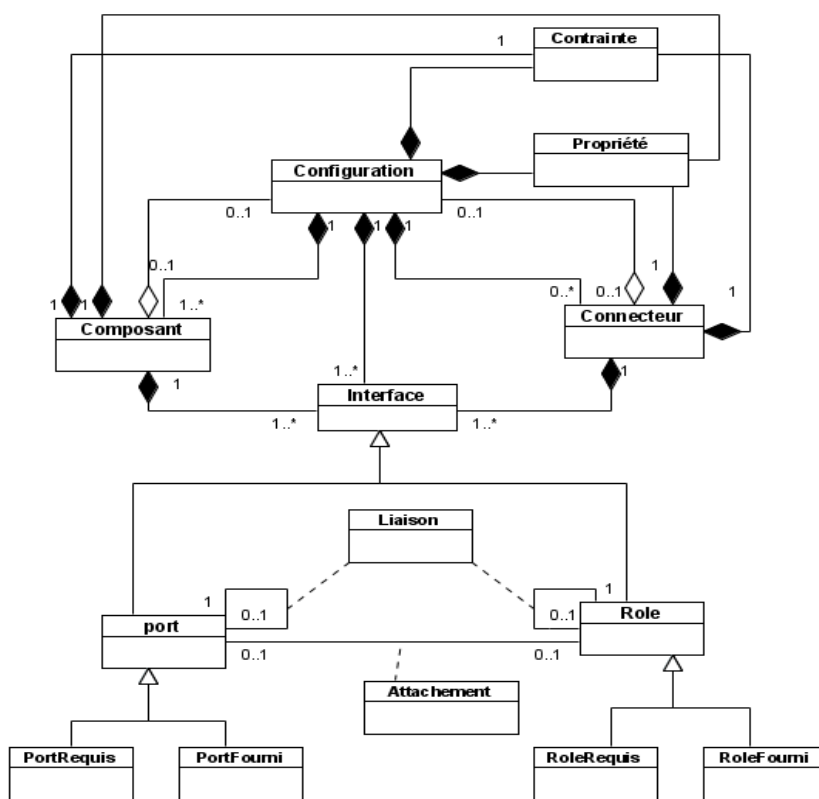 Contrainte
1
Propriété
Configuration
0..1
1
1
1
0..1
0..1
1..*
0..*
0..1
1
1
1
1
Composant
Connecteur
1
1..*
1
Interface
1..*
1..*
Liaison
1
0..1
0..1
1
port
Role
0..1
0..1
Attachement
PortRequis
PortFourni
RoleRequis
RoleFourni